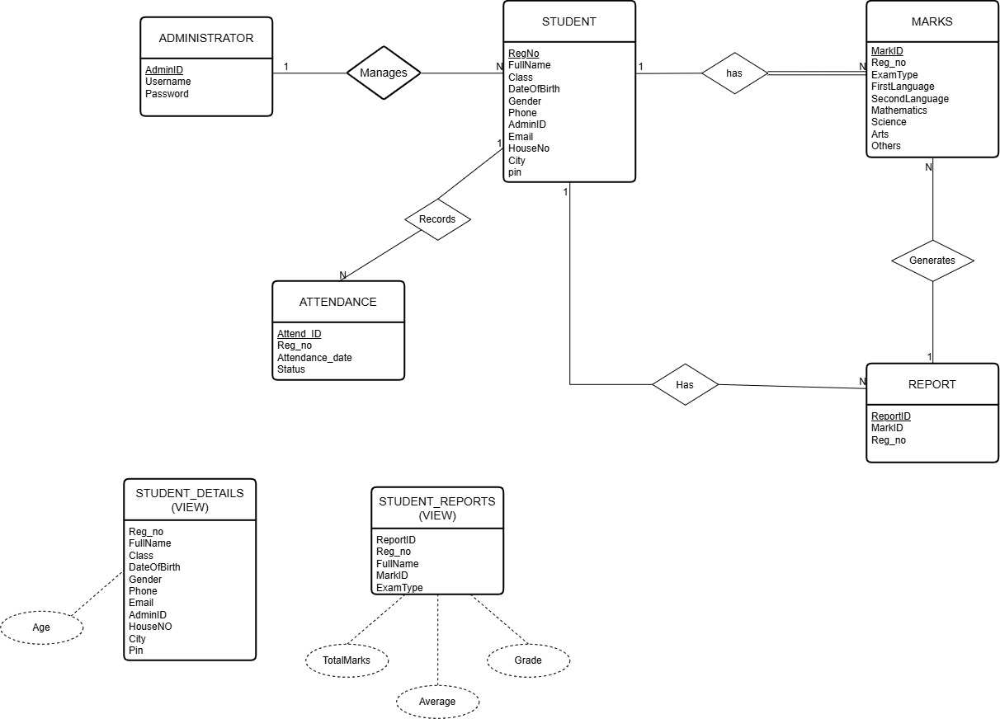 ADMINISTRATOR
AdminID
Username
Password
1
Manages
N
STUDENT
RegNo
FullName
Class
DateOfBirth
Gender
Phone
AdminID
Email
HouseNo
City
pin
1
has
N
MARKS
MarkID
Reg_no
ExamType
FirstLanguage
SecondLanguage
Mathematics
Science
Arts
Others
1
Records
N
ATTENDANCE
Attend_ID
Reg_no
Attendance_date
Status
1
Has
N
N
Generates
1
REPORT
ReportID
MarkID
Reg_no
STUDENT_DETAILS
(VIEW)
Reg_no
FullName
Class
DateOfBirth
Gender
Phone
Email
AdminID
HouseNO
City
Pin
Age
STUDENT_REPORTS
(VIEW)
ReportID
Reg_no
FullName
MarkID
ExamType
TotalMarks
Average
Grade